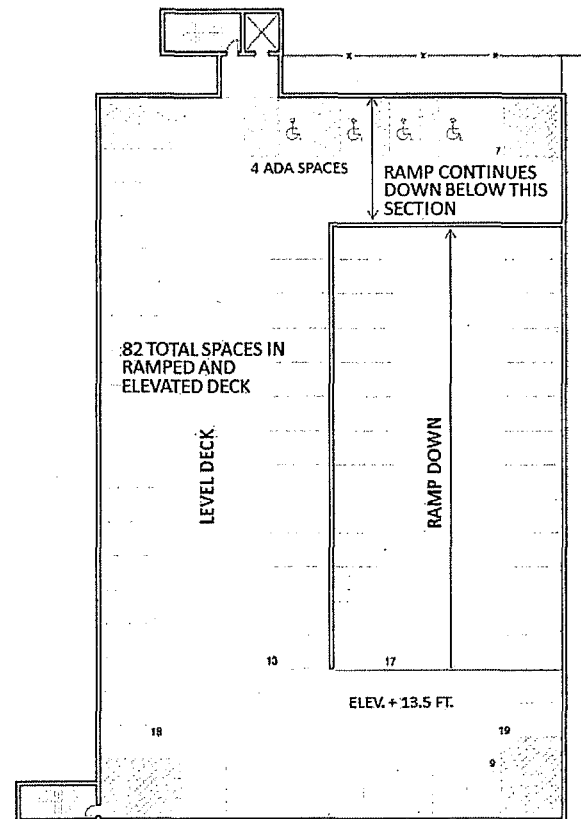 7
4 ADA SPACES
RAMP CONTINUES
DOWN BELOW THIS
SECTION
82 TOTAL SPACES IN
RAMPED AND
ELEVATED DECK
LEVEL DECK
RAMP DOWN
13
17
ELEV. + 13.5 FT.
18
19
9